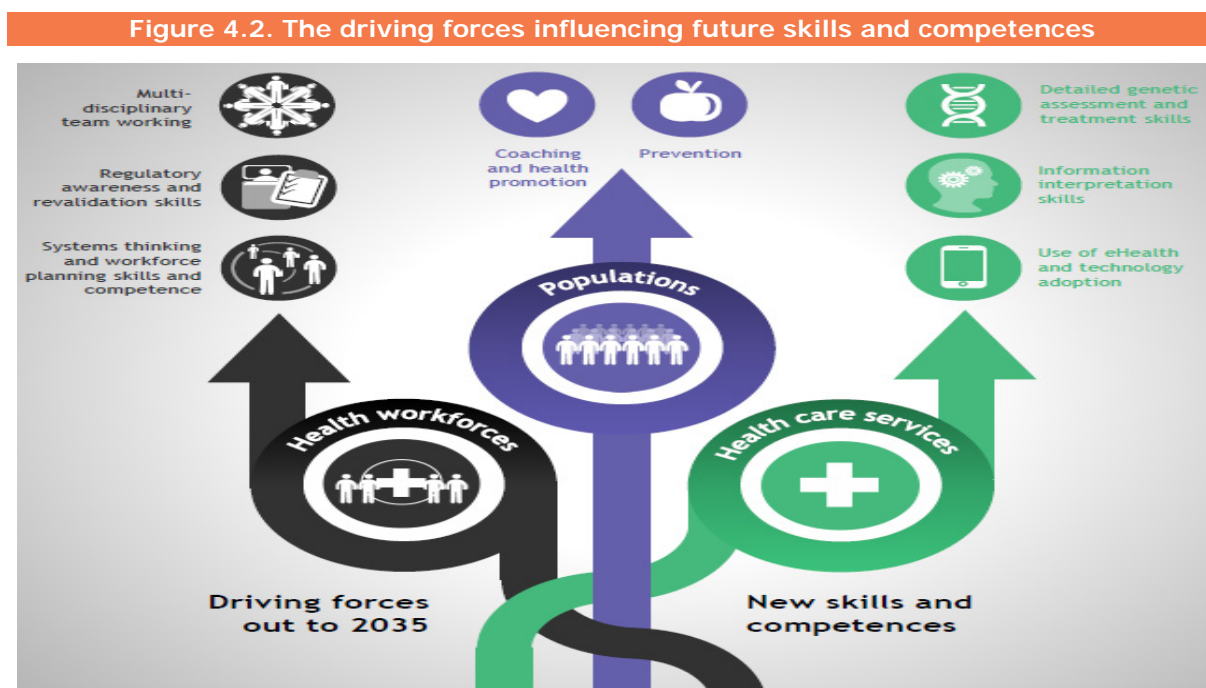 Figure 4.2. The driving forces influencing future skills and competences
Multi-
disciplinary
team working
Regulatory
awareness and
revalidation skills
Systems thinking
and workforce
planning skills and
competence
Coaching
and health
promotion
Prevention
Detailed genetic
assessment and
treatment skills
Information
interpretation
skills
Use of eHealth
and technology
adoption
Populations
Health workforces
Health care services
Driving forces
out to 2035
New skills and
competences